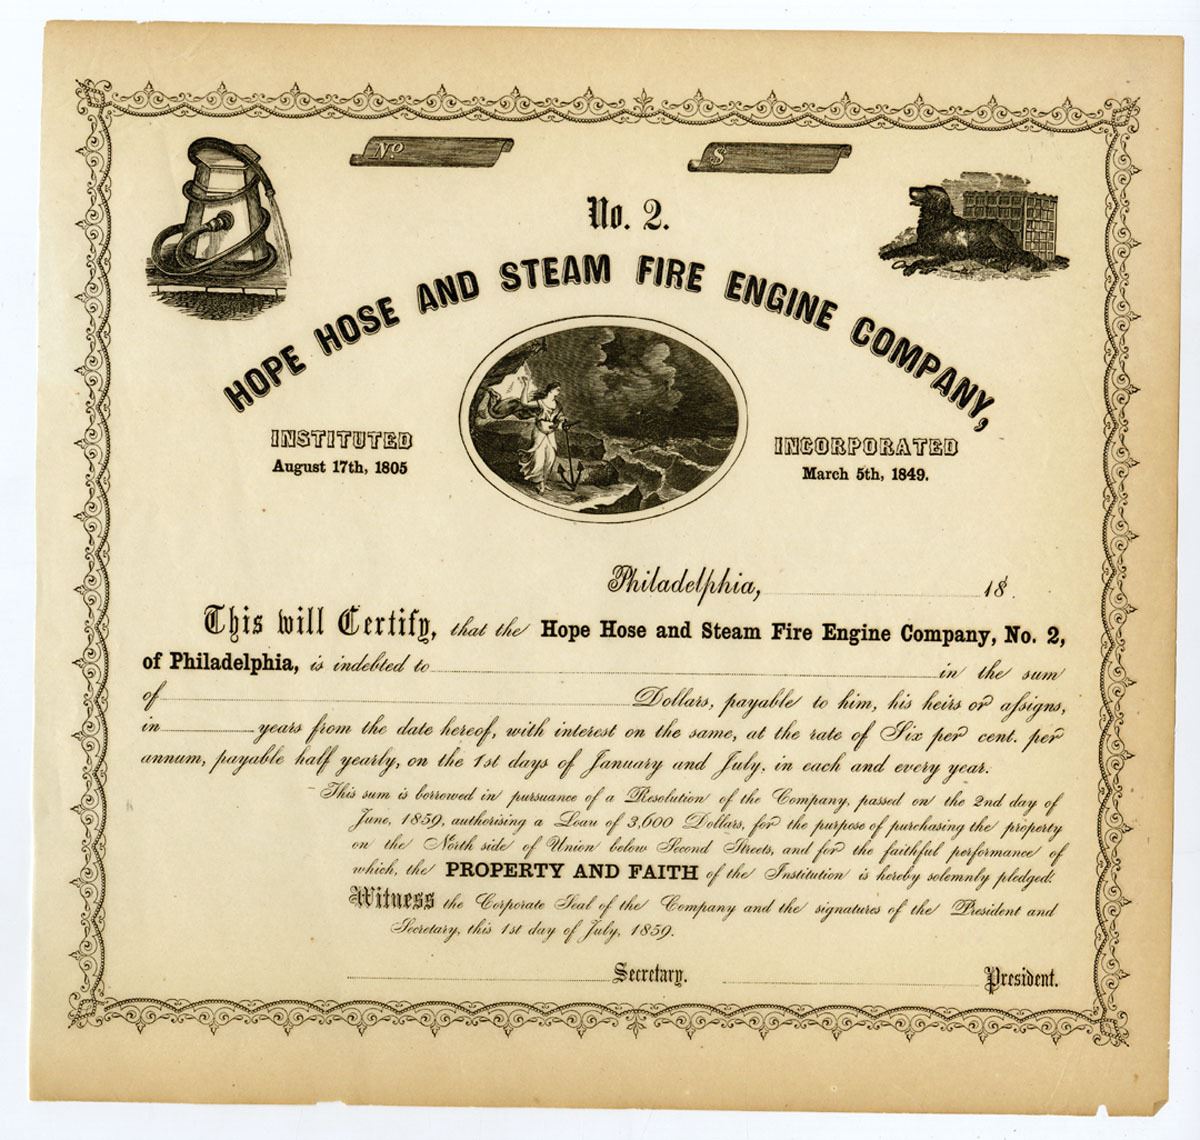 No
$
No. 2.
HOPE HOSE AND STEAM FIRE ENGINE COMPANY,
INSTITUTED
August 17th, 1805
INCORPORATED
March 5th, 1849.
Philadelphia, 18 .
This will Certify, that the Hope Hose and Steam Fire Engine Company, No. 2,
of Philadelphia, is indebted to in the sum
of Dollars, payable to him, his heirs or aſsigns,
in years from the date hereof, with interest on the same, at the rate of Six per cent. per
annum, payable half yearly, on the 1st days of January and July, in each and every year.
This sum is borrowed in pursuance of a Resolution of the Company, passed on the 2nd day of
June, 1859, authorising a Loan of 3,600 Dollars, for the purpose of purchasing the property
on the North side of Union below Second Streets, and for the faithful performance of
which, the PROPERTY AND FAITH of the Institution is hereby solemnly pledged.
Witness the Corporate Seal of the Company and the signatures of the President and
Secretary, this 1st day of July, 1859.
Secretary. President.